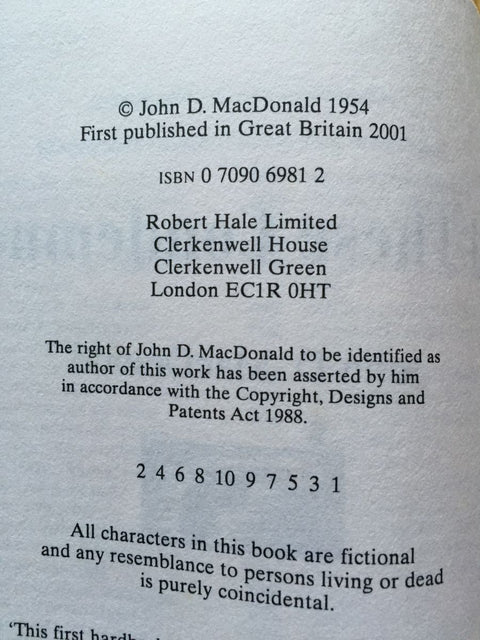 © John D. MacDonald 1954
First published in Great Britain 2001
ISBN 0 7090 6981 2
Robert Hale Limited
Clerkenwell House
Clerkenwell Green
London EC1R 0HT
The right of John D. MacDonald to be identified as
author of this work has been asserted by him
in accordance with the Copyright, Designs and
Patents Act 1988.
2 4 6 8 10 9 7 5 3 1
All characters in this book are fictional
and any resemblance to persons living or dead
is purely coincidental.
'This first